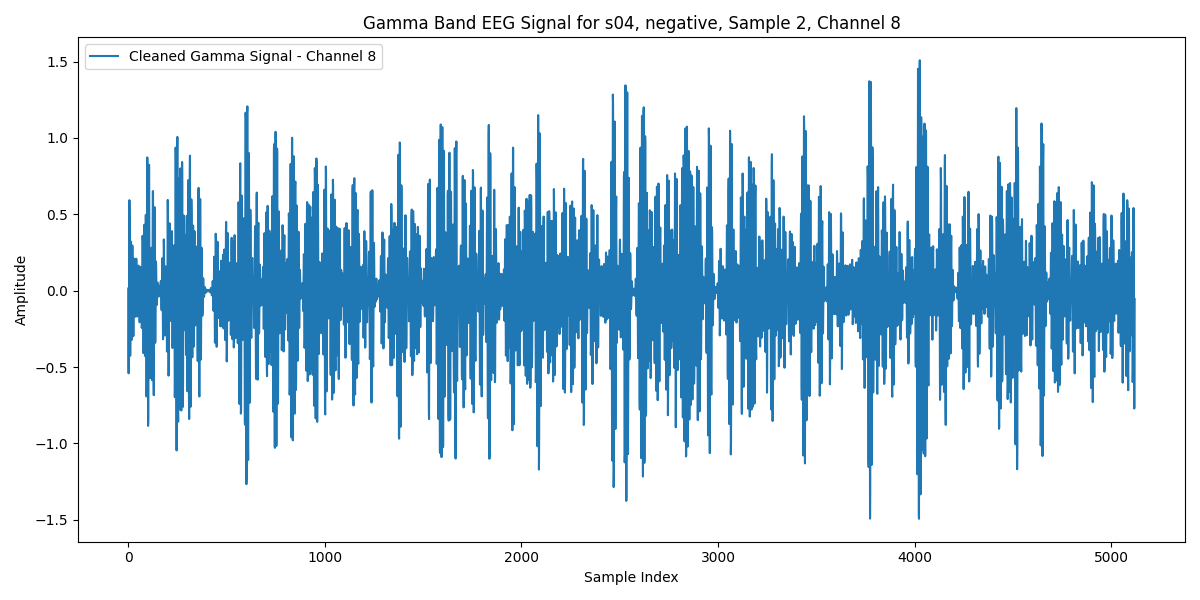 Gamma Band EEG Signal for s04, negative, Sample 2, Channel 8
Cleaned Gamma Signal - Channel 8
1.5
1.0
0.5
0.0
−0.5
−1.0
−1.5
Amplitude
0 1000 2000 3000 4000 5000
Sample Index